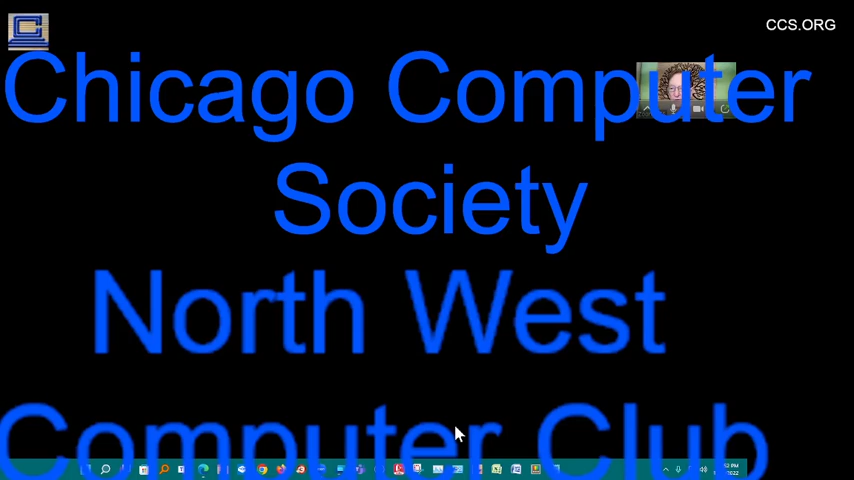 CCS.ORG
Chicago Computer
Society
North West
Computer Club